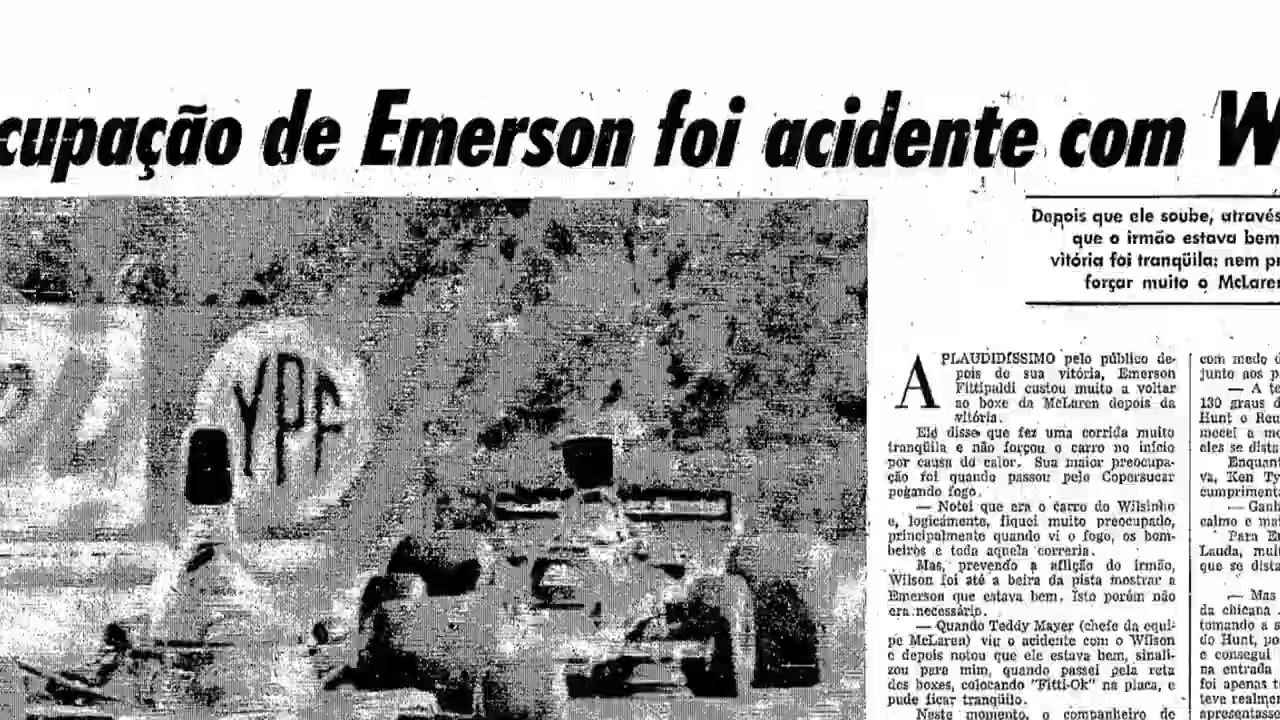 cupação de Emerson foi acidente com W
Depois que ele soube, através
que o irmão estava bem
vitória foi tranqüila: nem pr
forçar muito o McLaren
YPF
APLAUDIDÍSSIMO pelo público de-
pois de sua vitória, Emerson
Fittipaldi custou muito a voltar
ao boxe da McLaren depois da
vitória.
Ele disse que fez uma corrida muito
tranqüila e não forçou o carro no início
por causa do calor. Sua maior preocupa-
ção foi quando passou pelo Copersucar
pegando fogo.
— Notei que era o carro do Wilsinho
e, logicamente, fiquei muito preocupado,
principalmente quando vi o fogo, os bom-
beiros e toda aquela correria.
Mas, prevendo a aflição do irmão,
Wilson foi até a beira da pista mostrar a
Emerson que estava bem. Isto porém não
era necessário.
— Quando Teddy Mayer (chefe da equi-
pe McLaren) viu o acidente com o Wilson
e depois notou que ele estava bem, sinali-
zou para mim, quando passei pela reta
dos boxes, colocando "Fitti-Ok" na placa, e
pude ficar tranqüilo.
Neste momento, o companheiro de
com medo
junto aos p
— A te
130 graus d
Hunt o Reu
mecei a me
eles se dista
Enquant
va, Ken Ty
cumpriment
— Ganh
calmo e ma
Para Em
Lauda, mui
que se dista
— Mas
da chicana
tomando a s
do Hunt, po
e consegui
na entrada
foi apenas t
teve realmen
apresentasse